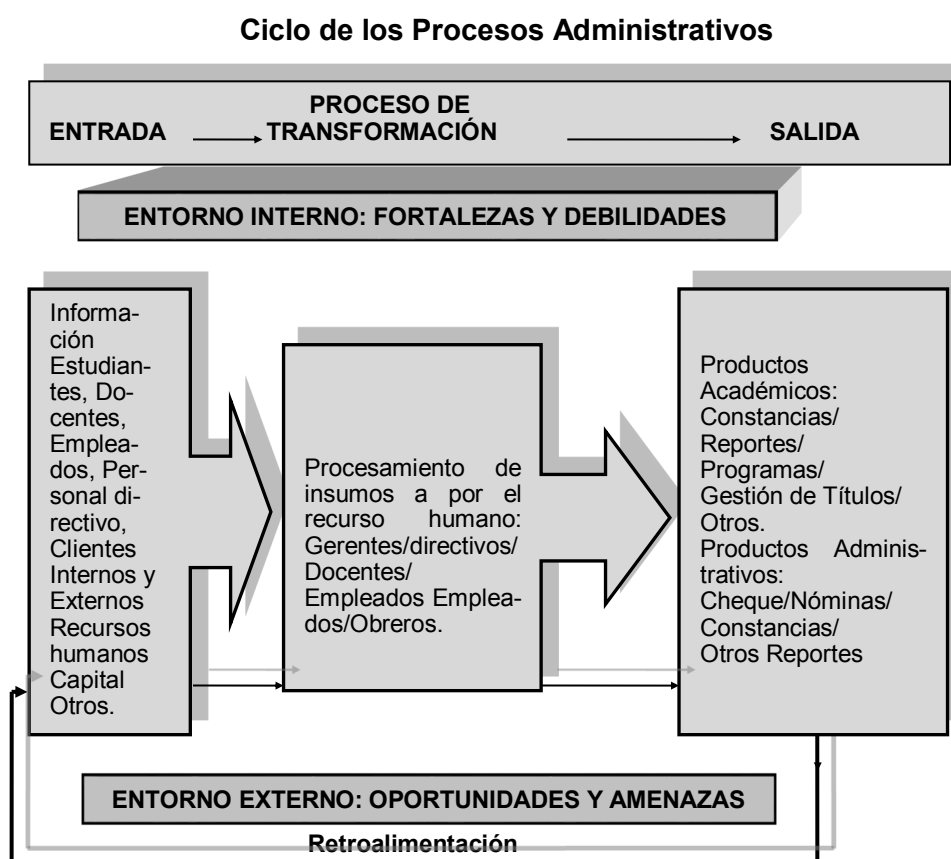 Ciclo de los Procesos Administrativos
PROCESO DE
ENTRADA TRANSFORMACIÓN SALIDA
ENTORNO INTERNO: FORTALEZAS Y DEBILIDADES
Informa-
ción
Estudian-
tes, Do-
centes,
Emplea-
dos, Per-
sonal di-
rectivo,
Clientes
Internos y
Externos
Recursos
humanos
Capital
Otros.
Procesamiento de
insumos a por el
recurso humano:
Gerentes/directivos/
Docentes/
Empleados Emplea-
dos/Obreros.
Productos
Académicos:
Constancias/
Reportes/
Programas/
Gestión de Títulos/
Otros.
Productos Adminis-
trativos:
Cheque/Nóminas/
Constancias/
Otros Reportes
ENTORNO EXTERNO: OPORTUNIDADES Y AMENAZAS
Retroalimentación